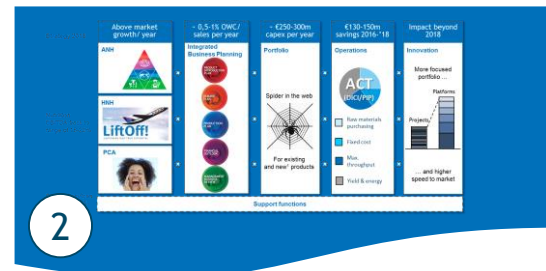 Above market
growth/ year
~ 0,5-1% OWC/
sales per year
~ €250-300m
capex per year
€130-150m
savings 2016-'18
Impact beyond
2018
ANH
HNH
LiftOff!
PCA
Integrated
Business Planning
Portfolio
Spider in the web
For existing
and new¹ products
Operations
ACT
(DICI/PIP)
Raw materials
purchasing
Fixed cost
Max.
throughput
Yield & energy
Innovation
More focused
portfolio ...
Platforms
Projects
... and higher
speed to market
Support functions
2